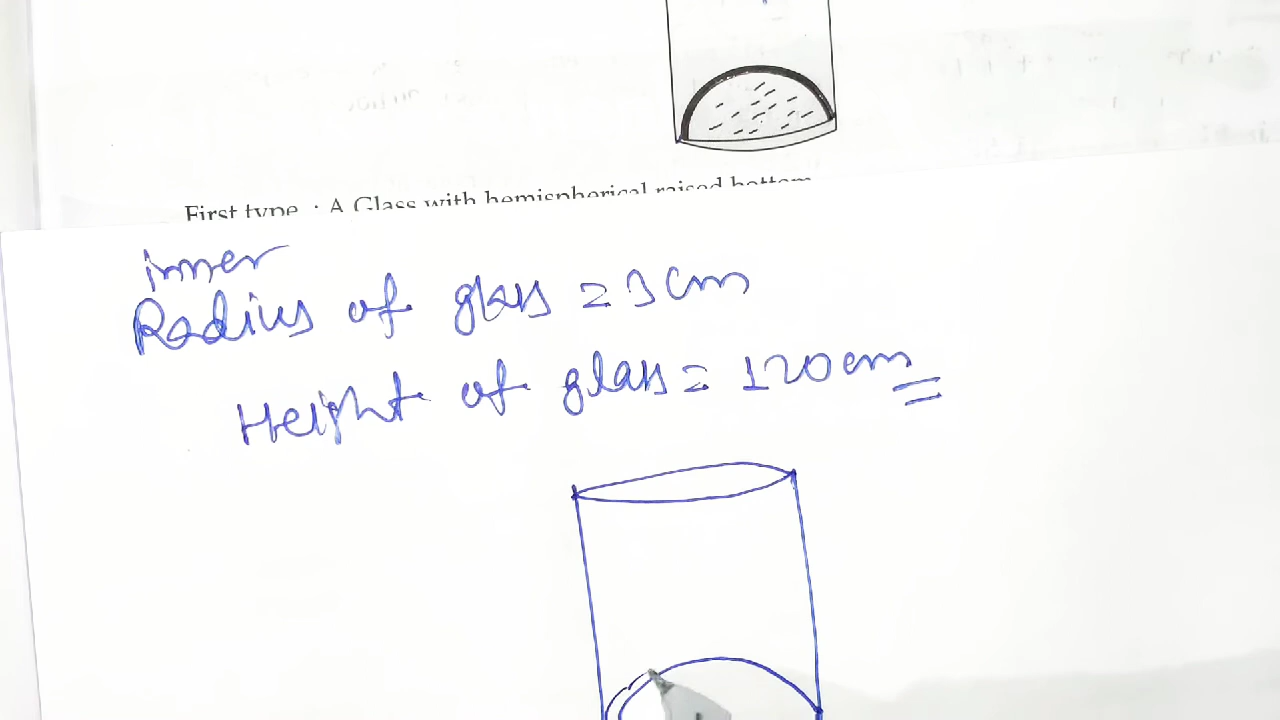 First type : A Glass with hemispherical raised bottom
inner
Radius of glass = 3 cm
Height of glass = 120 cm